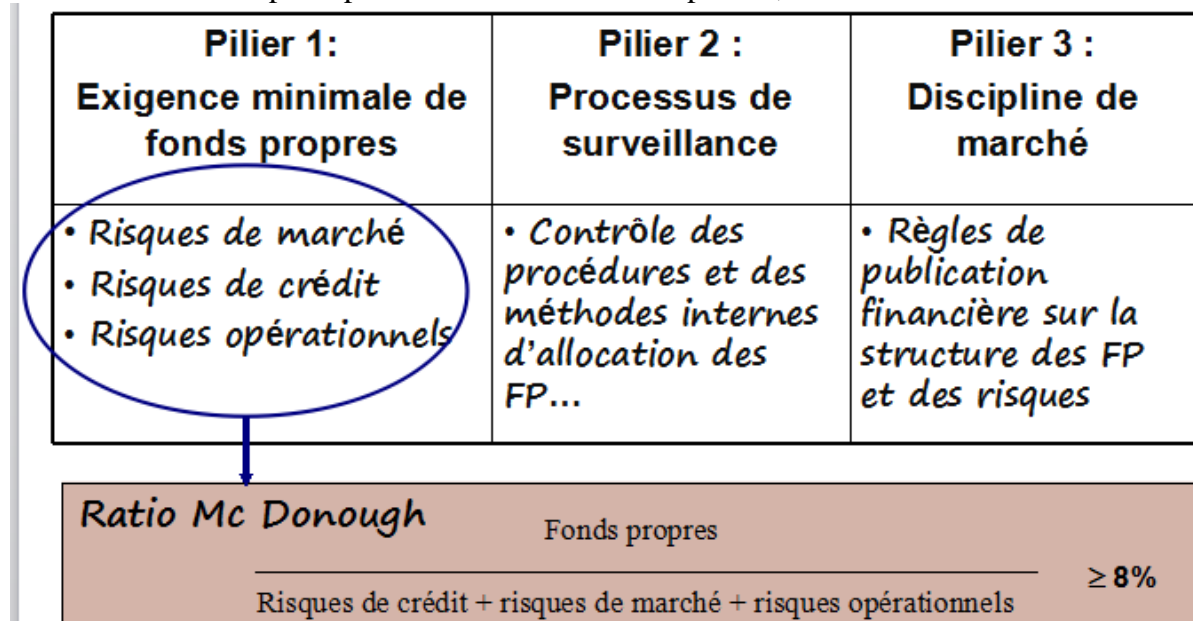 Pilier 1:
Exigence minimale de
fonds propres
Pilier 2 :
Processus de
surveillance
Pilier 3 :
Discipline de
marché
• Risques de marché
• Risques de crédit
• Risques opérationnels
• Contrôle des
procédures et des
méthodes internes
d'allocation des
FP...
• Règles de
publication
financière sur la
structure des FP
et des risques
Ratio Mc Donough
Fonds propres
Risques de crédit + risques de marché + risques opérationnels
≥ 8%